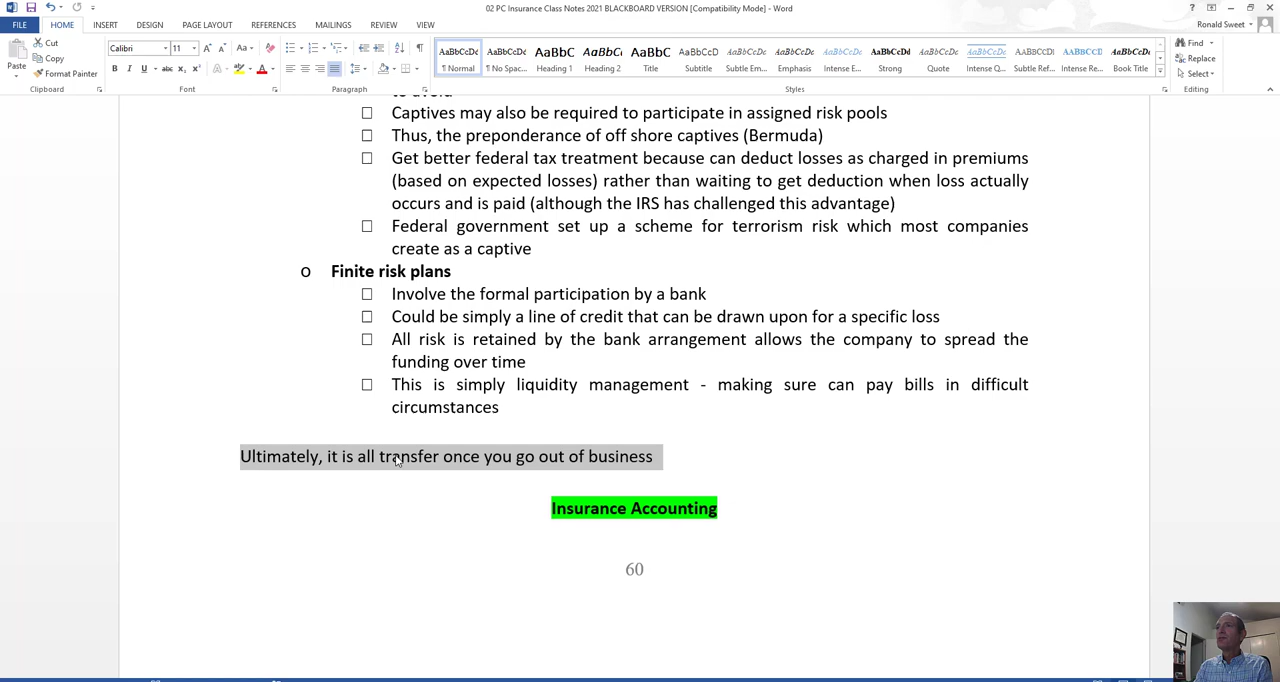 02 PC Insurance Class Notes 2021 BLACKBOARD VERSION [Compatibility Mode] - Word
FILE HOME INSERT DESIGN PAGE LAYOUT REFERENCES MAILINGS REVIEW VIEW Ronald Sweet
Paste Cut Copy Format Painter
Calibri 11
AaBbCcDc AaBbCcDc AaBbC AaBbCc AaBbC AaBbCcD AaBbCcDc AaBbCcDc AaBbCcDc AaBbCcDd AaBbCcDc AaBbCcDc AaBbCcDc AaBbCcDc AaBbCcDc
¶ Normal ¶ No Spac... Heading 1 Heading 2 Title Subtitle Subtle Em... Emphasis Intense E... Strong Quote Intense Q... Subtle Ref... Intense Re... Book Title
Find Replace Select
Clipboard Font Paragraph Styles Editing
to avoid
Captives may also be required to participate in assigned risk pools
Thus, the preponderance of off shore captives (Bermuda)
Get better federal tax treatment because can deduct losses as charged in premiums
(based on expected losses) rather than waiting to get deduction when loss actually
occurs and is paid (although the IRS has challenged this advantage)
Federal government set up a scheme for terrorism risk which most companies
create as a captive
o Finite risk plans
Involve the formal participation by a bank
Could be simply a line of credit that can be drawn upon for a specific loss
All risk is retained by the bank arrangement allows the company to spread the
funding over time
This is simply liquidity management - making sure can pay bills in difficult
circumstances
Ultimately, it is all transfer once you go out of business
Insurance Accounting
60